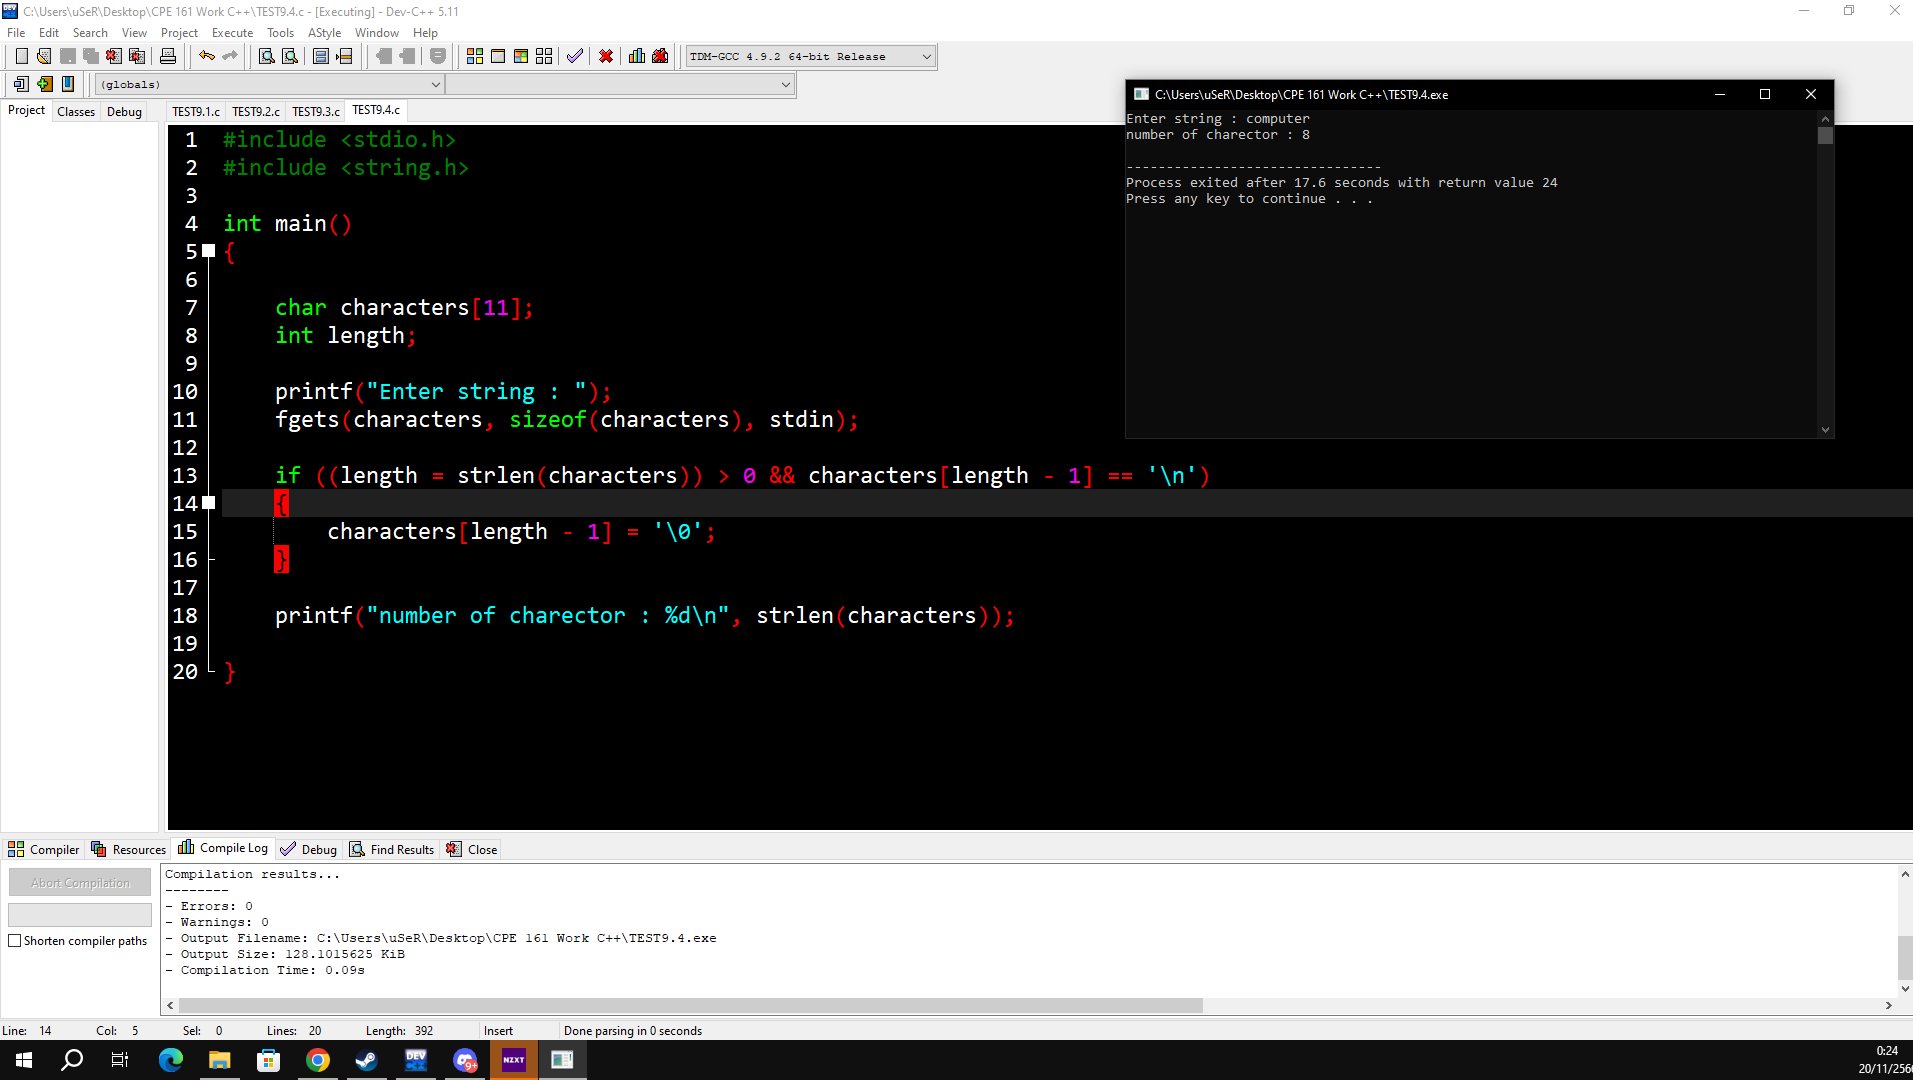 C:\Users\uSeR\Desktop\CPE 161 Work C++\TEST9.4.c - [Executing] - Dev-C++ 5.11
File Edit Search View Project Execute Tools AStyle Window Help
TDM-GCC 4.9.2 64-bit Release
(globals)
Project Classes Debug
TEST9.1.c TEST9.2.c TEST9.3.c TEST9.4.c
1 #include <stdio.h>
2 #include <string.h>
3
4 int main()
5 {
6
7 char characters[11];
8 int length;
9
10 printf("Enter string : ");
11 fgets(characters, sizeof(characters), stdin);
12
13 if ((length = strlen(characters)) > 0 && characters[length - 1] == '\n')
14 {
15 characters[length - 1] = '\0';
16 }
17
18 printf("number of charector : %d\n", strlen(characters));
19
20 }
C:\Users\uSeR\Desktop\CPE 161 Work C++\TEST9.4.exe
Enter string : computer
number of charector : 8
--------------------------------
Process exited after 17.6 seconds with return value 24
Press any key to continue . . .
Compiler Resources Compile Log Debug Find Results Close
Abort Compilation
Shorten compiler paths
Compilation results...
--------
- Errors: 0
- Warnings: 0
- Output Filename: C:\Users\uSeR\Desktop\CPE 161 Work C++\TEST9.4.exe
- Output Size: 128.1015625 KiB
- Compilation Time: 0.09s
Line: 14 Col: 5 Sel: 0 Lines: 20 Length: 392 Insert Done parsing in 0 seconds
DEV
9+
NZXT
0:24
20/11/256